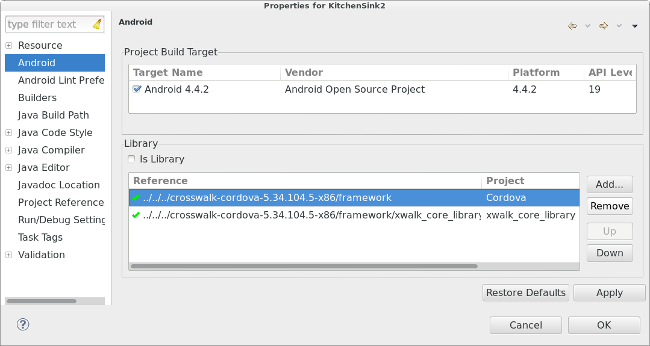 Properties for KitchenSink2
type filter text
Resource
Android
Android Lint Prefe
Builders
Java Build Path
Java Code Style
Java Compiler
Java Editor
Javadoc Location
Project Reference
Run/Debug Setting
Task Tags
Validation
Android
Project Build Target
Target Name Vendor Platform API Leve
Android 4.4.2 Android Open Source Project 4.4.2 19
Library
Is Library
Reference Project
../../../crosswalk-cordova-5.34.104.5-x86/framework Cordova
../../../crosswalk-cordova-5.34.104.5-x86/framework/xwalk_core_library xwalk_core_library
Add...
Remove
Up
Down
Restore Defaults Apply
? Cancel OK